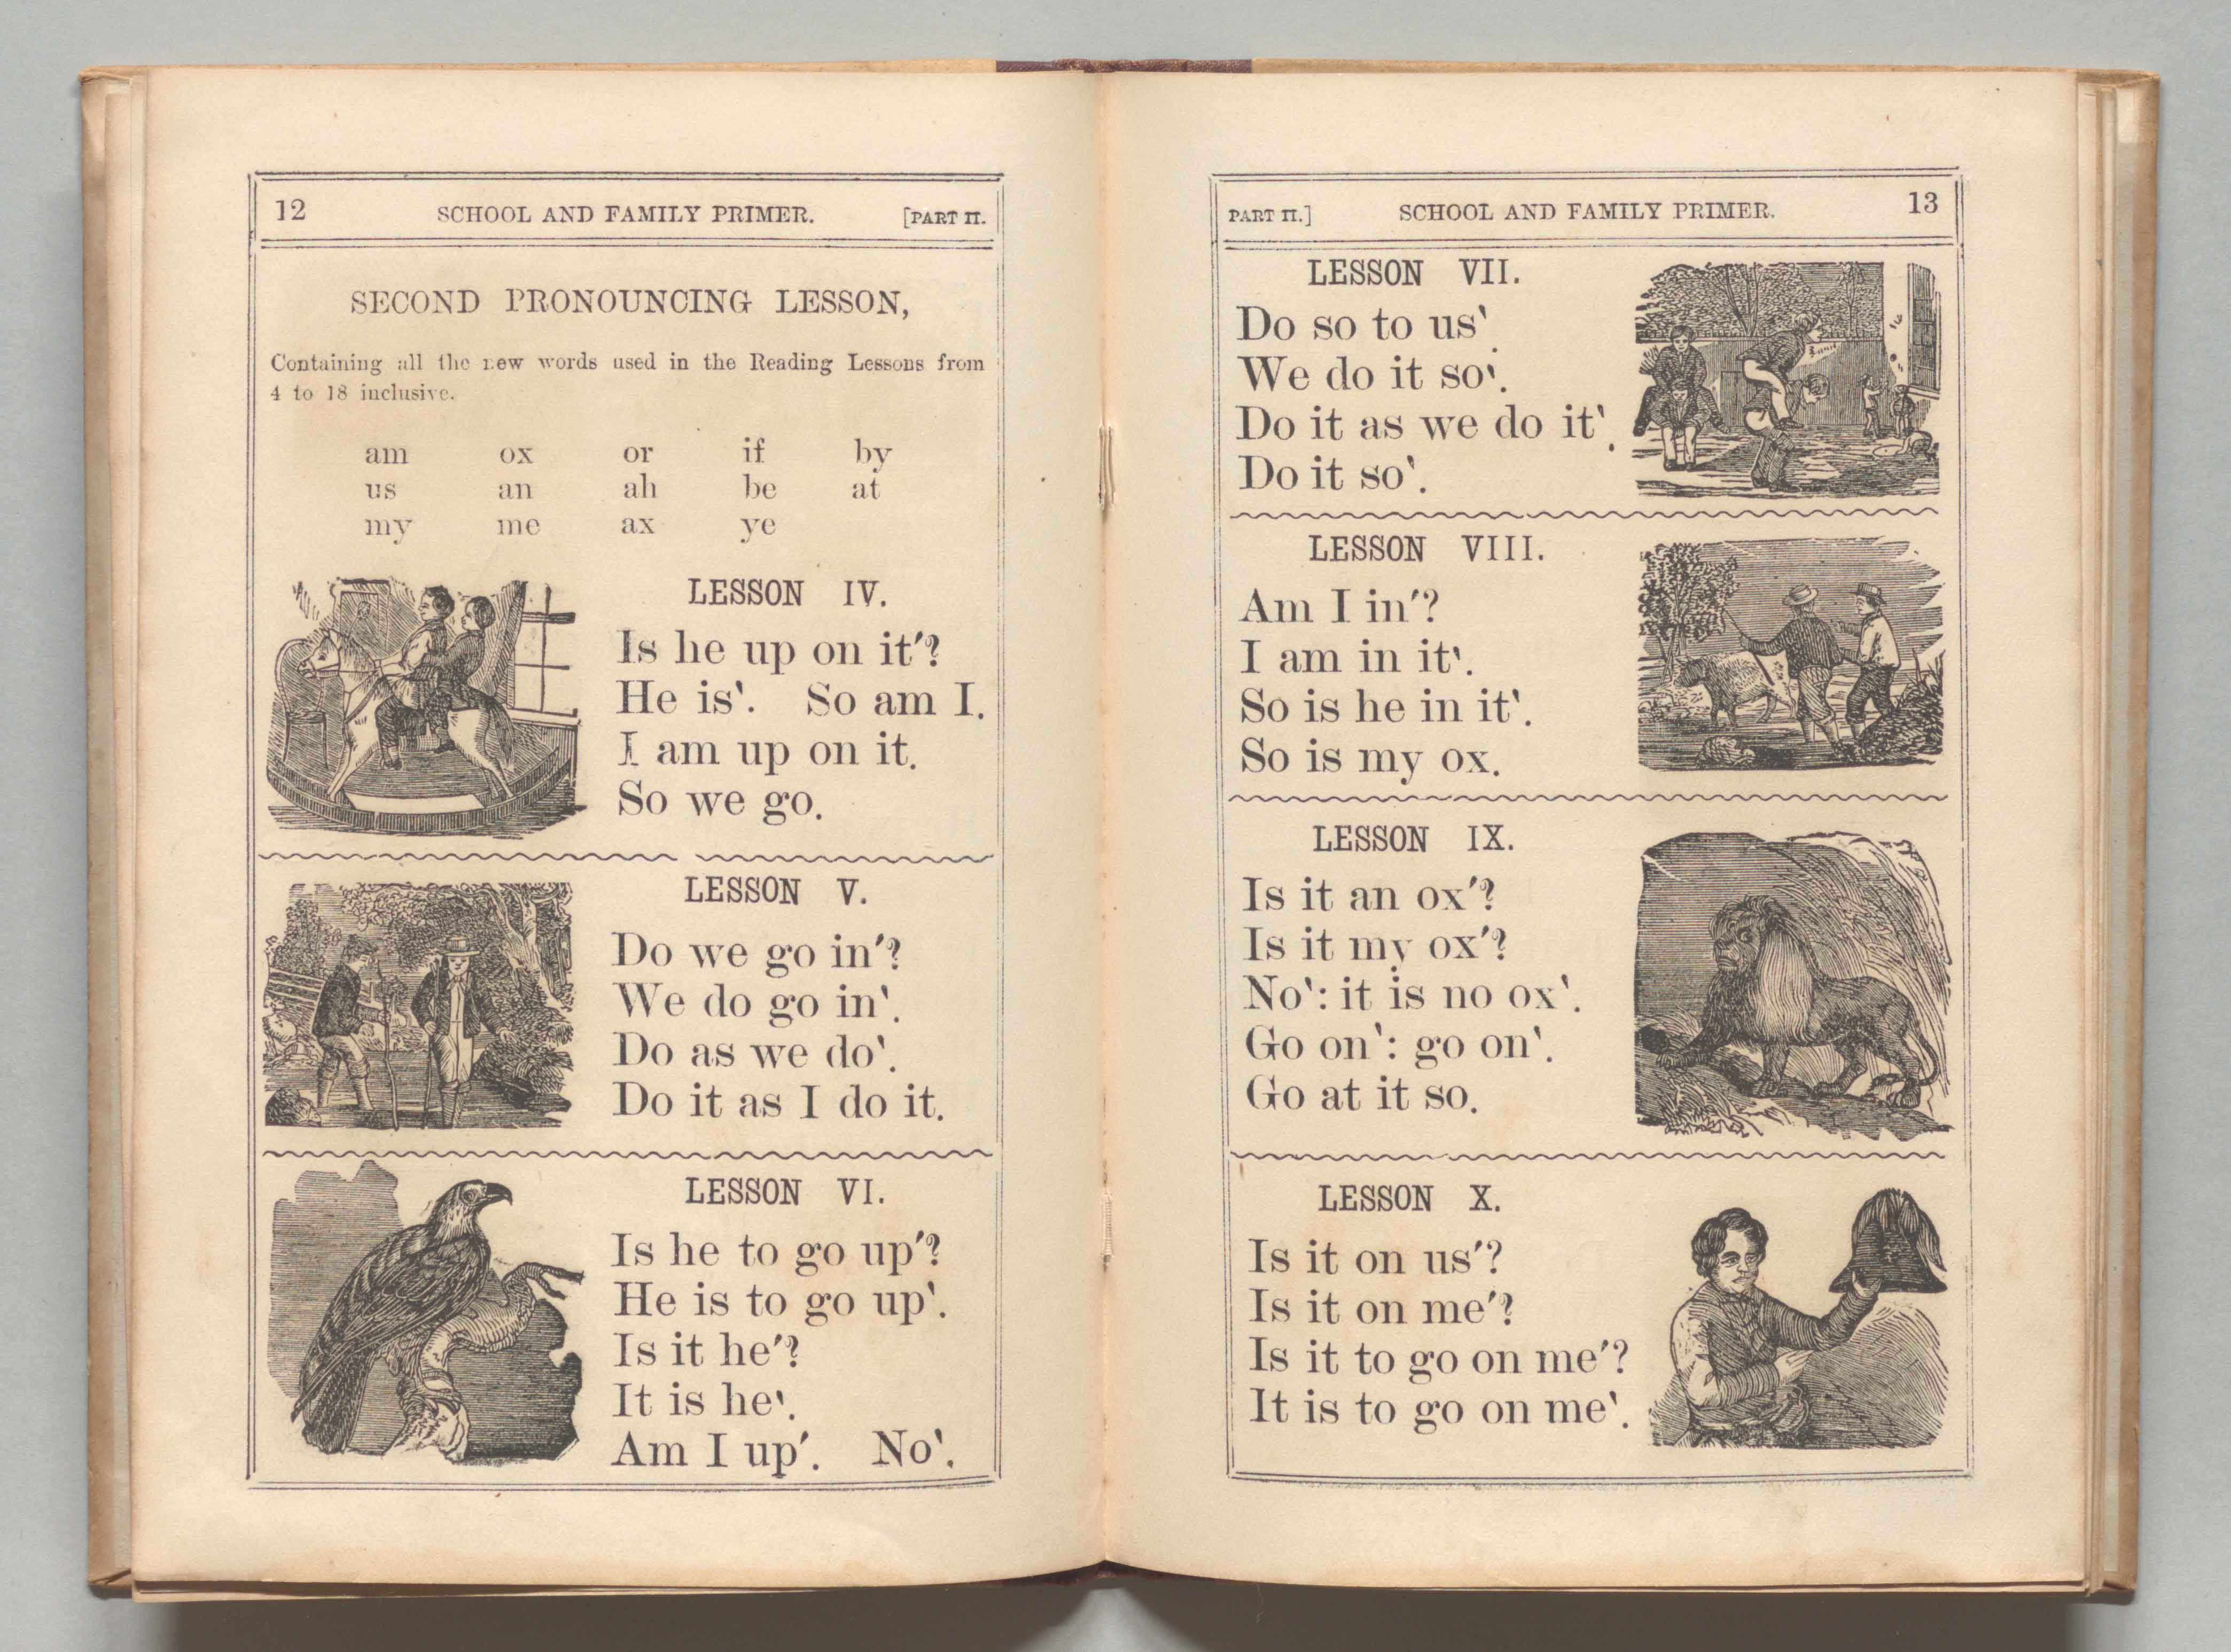 12 SCHOOL AND FAMILY PRIMER. [PART II.
SECOND PRONOUNCING LESSON,
Containing all the new words used in the Reading Lessons from
4 to 18 inclusive.
am ox or if by
us an ah be at
my me ax ye
LESSON IV.
Is he up on it′?
He is‵. So am I.
I am up on it.
So we go.
LESSON V.
Do we go in′?
We do go in‵.
Do as we do‵.
Do it as I do it.
LESSON VI.
Is he to go up′?
He is to go up‵.
Is it he′?
It is he‵.
Am I up′. No‵.
PART II.] SCHOOL AND FAMILY PRIMER. 13
LESSON VII.
Do so to us‵
We do it so‵.
Do it as we do it‵.
Do it so‵.
LESSON VIII.
Am I in′?
I am in it‵.
So is he in it‵.
So is my ox.
LESSON IX.
Is it an ox′?
Is it my ox′?
No‵: it is no ox‵.
Go on‵: go on‵.
Go at it so.
LESSON X.
Is it on us′?
Is it on me′?
Is it to go on me′?
It is to go on me‵.